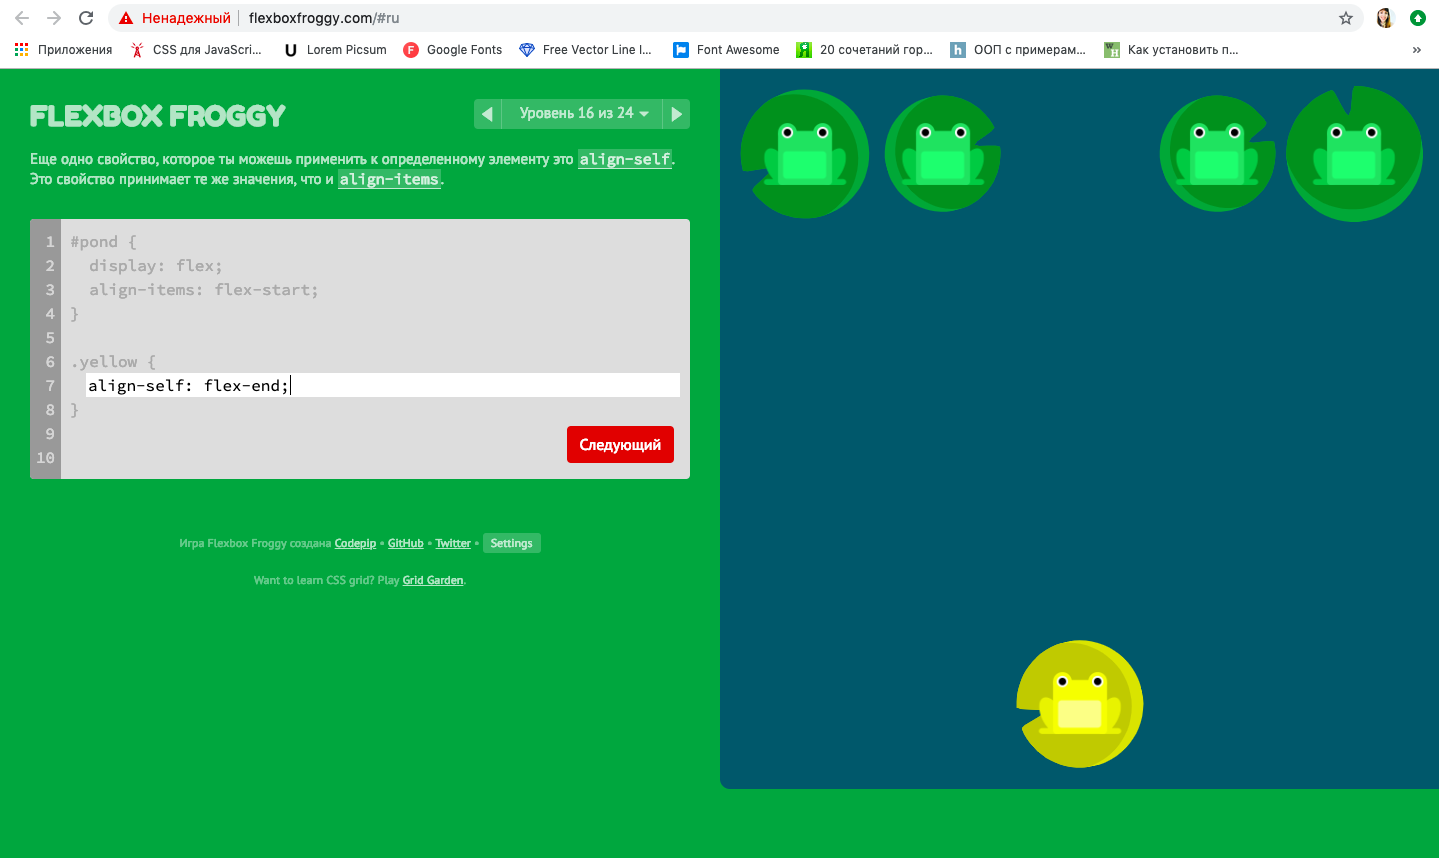 Ненадежный flexboxfroggy.com/#ru
Приложения CSS для JavaScri... Lorem Picsum Google Fonts Free Vector Line I... Font Awesome 20 сочетаний гор... ООП с примерам... Как установить п... »
FLEXBOX FROGGY
Уровень 16 из 24
Еще одно свойство, которое ты можешь применить к определенному элементу это align-self.
Это свойство принимает те же значения, что и align-items.
1 #pond {
2 display: flex;
3 align-items: flex-start;
4 }
5
6 .yellow {
7 align-self: flex-end;
8 }
9
10
Следующий
Игра Flexbox Froggy создана Codepip • GitHub • Twitter • Settings
Want to learn CSS grid? Play Grid Garden.